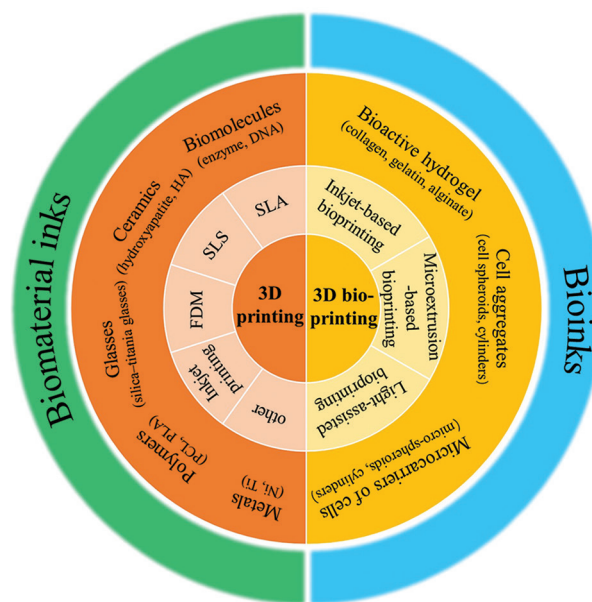 Biomaterial inks
Biomolecules
(enzyme, DNA)
Ceramics
(hydroxyapatite, HA)
Glasses
(silica–titania glasses)
Polymers
(PCL, PLA)
Metals
(Ni, Ti)
SLA
SLS
FDM
Inkjet
printing
other
3D
printing
3D bio-
printing
Inkjet-based
bioprinting
Microextrusion
-based
bioprinting
Light-assisted
bioprinting
Bioactive hydrogel
(collagen, gelatin, alginate)
Cell aggregates
(cell spheroids, cylinders)
Microcarriers of cells
(micro-spheroids, cylinders)
Bioinks